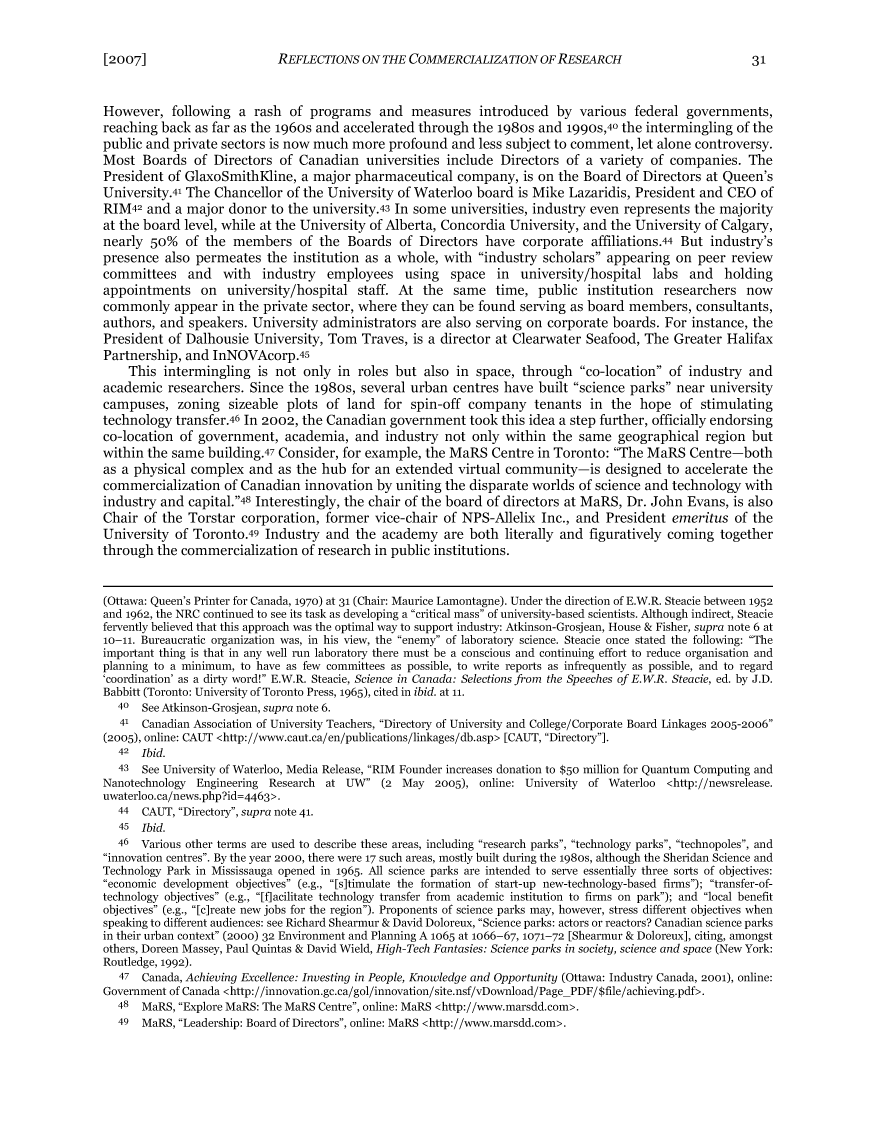 [2007] REFLECTIONS ON THE COMMERCIALIZATION OF RESEARCH 31
However, following a rash of programs and measures introduced by various federal governments,
reaching back as far as the 1960s and accelerated through the 1980s and 1990s,40 the intermingling of the
public and private sectors is now much more profound and less subject to comment, let alone controversy.
Most Boards of Directors of Canadian universities include Directors of a variety of companies. The
President of GlaxoSmithKline, a major pharmaceutical company, is on the Board of Directors at Queen’s
University.41 The Chancellor of the University of Waterloo board is Mike Lazaridis, President and CEO of
RIM42 and a major donor to the university.43 In some universities, industry even represents the majority
at the board level, while at the University of Alberta, Concordia University, and the University of Calgary,
nearly 50% of the members of the Boards of Directors have corporate affiliations.44 But industry’s
presence also permeates the institution as a whole, with “industry scholars” appearing on peer review
committees and with industry employees using space in university/hospital labs and holding
appointments on university/hospital staff. At the same time, public institution researchers now
commonly appear in the private sector, where they can be found serving as board members, consultants,
authors, and speakers. University administrators are also serving on corporate boards. For instance, the
President of Dalhousie University, Tom Traves, is a director at Clearwater Seafood, The Greater Halifax
Partnership, and InNOVAcorp.45
This intermingling is not only in roles but also in space, through “co-location” of industry and
academic researchers. Since the 1980s, several urban centres have built “science parks” near university
campuses, zoning sizeable plots of land for spin-off company tenants in the hope of stimulating
technology transfer.46 In 2002, the Canadian government took this idea a step further, officially endorsing
co-location of government, academia, and industry not only within the same geographical region but
within the same building.47 Consider, for example, the MaRS Centre in Toronto: “The MaRS Centre—both
as a physical complex and as the hub for an extended virtual community—is designed to accelerate the
commercialization of Canadian innovation by uniting the disparate worlds of science and technology with
industry and capital.”48 Interestingly, the chair of the board of directors at MaRS, Dr. John Evans, is also
Chair of the Torstar corporation, former vice-chair of NPS-Allelix Inc., and President emeritus of the
University of Toronto.49 Industry and the academy are both literally and figuratively coming together
through the commercialization of research in public institutions.
(Ottawa: Queen’s Printer for Canada, 1970) at 31 (Chair: Maurice Lamontagne). Under the direction of E.W.R. Steacie between 1952
and 1962, the NRC continued to see its task as developing a “critical mass” of university-based scientists. Although indirect, Steacie
fervently believed that this approach was the optimal way to support industry: Atkinson-Grosjean, House & Fisher, supra note 6 at
10–11. Bureaucratic organization was, in his view, the “enemy” of laboratory science. Steacie once stated the following: “The
important thing is that in any well run laboratory there must be a conscious and continuing effort to reduce organisation and
planning to a minimum, to have as few committees as possible, to write reports as infrequently as possible, and to regard
‘coordination’ as a dirty word!” E.W.R. Steacie, Science in Canada: Selections from the Speeches of E.W.R. Steacie, ed. by J.D.
Babbitt (Toronto: University of Toronto Press, 1965), cited in ibid. at 11.
40 See Atkinson-Grosjean, supra note 6.
41 Canadian Association of University Teachers, “Directory of University and College/Corporate Board Linkages 2005-2006”
(2005), online: CAUT <http://www.caut.ca/en/publications/linkages/db.asp> [CAUT, “Directory”].
42 Ibid.
43 See University of Waterloo, Media Release, “RIM Founder increases donation to $50 million for Quantum Computing and
Nanotechnology Engineering Research at UW” (2 May 2005), online: University of Waterloo <http://newsrelease.
uwaterloo.ca/news.php?id=4463>.
44 CAUT, “Directory”, supra note 41.
45 Ibid.
46 Various other terms are used to describe these areas, including “research parks”, “technology parks”, “technopoles”, and
“innovation centres”. By the year 2000, there were 17 such areas, mostly built during the 1980s, although the Sheridan Science and
Technology Park in Mississauga opened in 1965. All science parks are intended to serve essentially three sorts of objectives:
“economic development objectives” (e.g., “[s]timulate the formation of start-up new-technology-based firms”); “transfer-of-
technology objectives” (e.g., “[f]acilitate technology transfer from academic institution to firms on park”); and “local benefit
objectives” (e.g., “[c]reate new jobs for the region”). Proponents of science parks may, however, stress different objectives when
speaking to different audiences: see Richard Shearmur & David Doloreux, “Science parks: actors or reactors? Canadian science parks
in their urban context” (2000) 32 Environment and Planning A 1065 at 1066–67, 1071–72 [Shearmur & Doloreux], citing, amongst
others, Doreen Massey, Paul Quintas & David Wield, High-Tech Fantasies: Science parks in society, science and space (New York:
Routledge, 1992).
47 Canada, Achieving Excellence: Investing in People, Knowledge and Opportunity (Ottawa: Industry Canada, 2001), online:
Government of Canada <http://innovation.gc.ca/gol/innovation/site.nsf/vDownload/Page_PDF/$file/achieving.pdf>.
48 MaRS, “Explore MaRS: The MaRS Centre”, online: MaRS <http://www.marsdd.com>.
49 MaRS, “Leadership: Board of Directors”, online: MaRS <http://www.marsdd.com>.